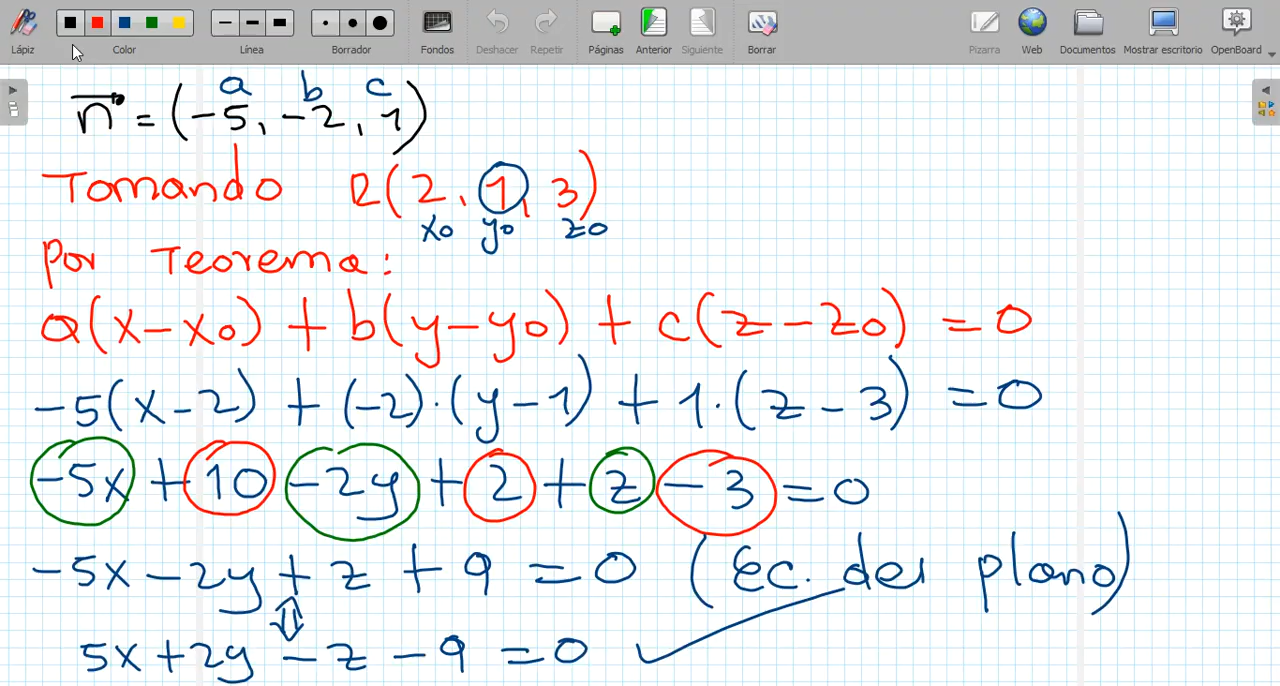 Lápiz Color Línea Borrador Fondos Deshacer Repetir Páginas Anterior Siguiente Borrar Pizarra Web Documentos Mostrar escritorio OpenBoard
a b c
n = (-5, -2, 1)
Tomando R(2, 1, 3)
x0 y0 z0
Por Teorema:
a(x-x0) + b(y-y0) + c(z-z0) = 0
-5(x-2) + (-2)·(y-1) + 1·(z-3) = 0
-5x + 10 -2y + 2 + z - 3 = 0
-5x - 2y + z + 9 = 0 (Ec. del plano)
⇕
5x + 2y - z - 9 = 0 ✓